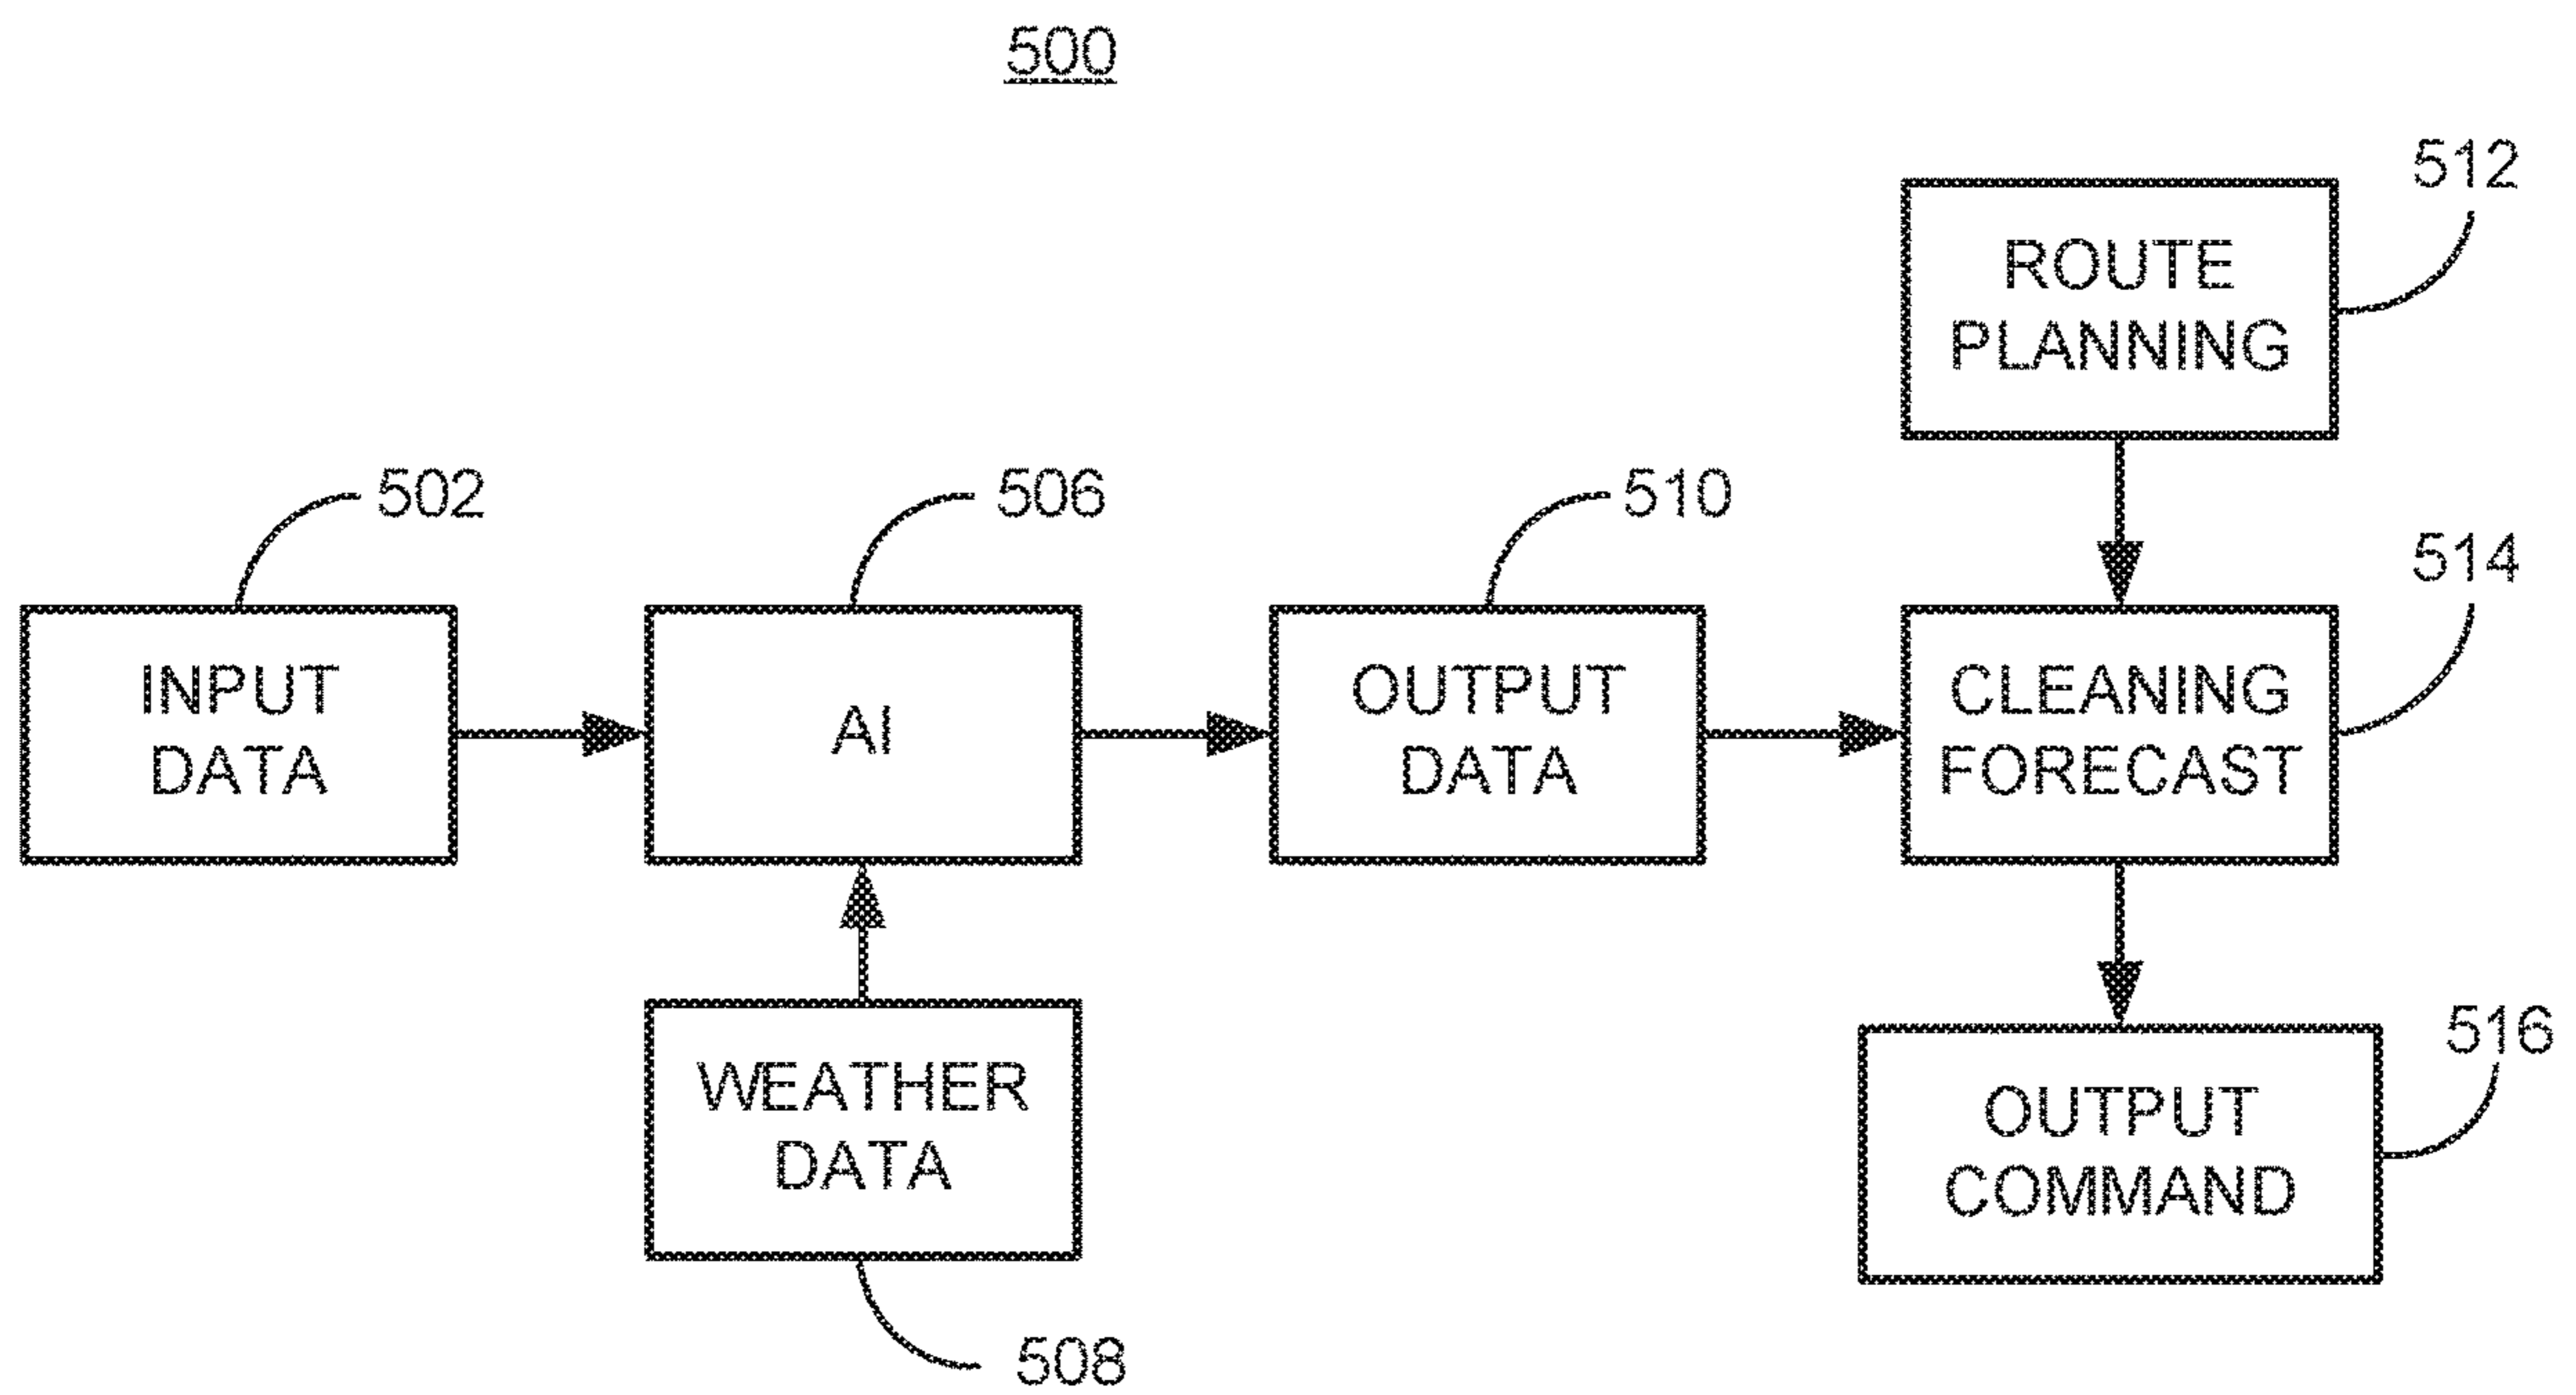 500
512
ROUTE
PLANNING
502
506
510
514
INPUT
DATA
AI
OUTPUT
DATA
CLEANING
FORECAST
516
WEATHER
DATA
OUTPUT
COMMAND
508